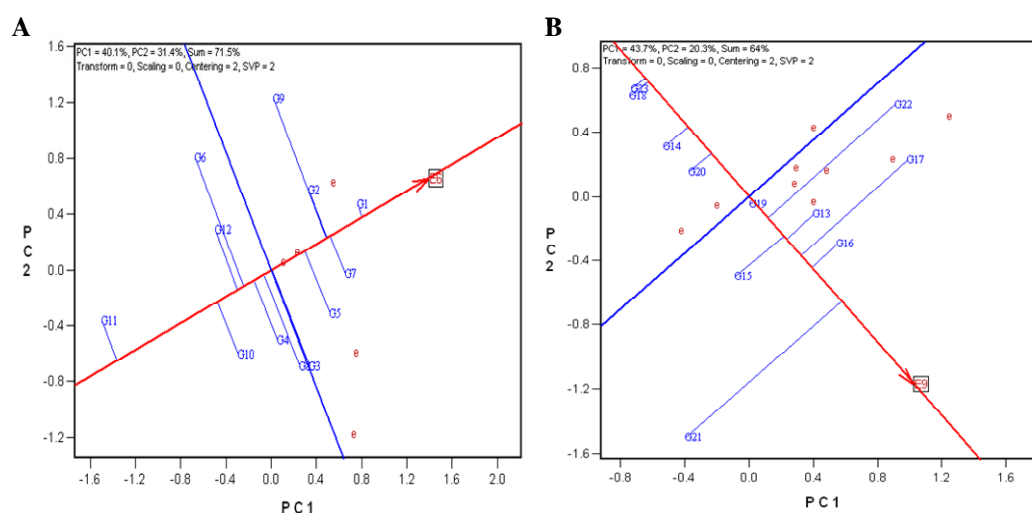 A
PC1 = 40.1%, PC2 = 31.4%, Sum = 71.5%
Transform = 0, Scaling = 0, Centering = 2, SVP = 2
1.6
1.2
0.8
0.4
0.0
-0.4
-0.8
-1.2
P
C
2
G9
G6
G2
G1
G12
G7
G5
G11
G4
G10
G3
E6
e
e
e
e
e
-1.6
-1.2
-0.8
-0.4
0.0
0.4
0.8
1.2
1.6
2.0
P C 1
B
PC1 = 43.7%, PC2 = 20.3%, Sum = 64%
Transform = 0, Scaling = 0, Centering = 2, SVP = 2
0.8
0.4
0.0
-0.4
-0.8
-1.2
-1.6
P
C
2
G23
G18
G14
G20
G19
G22
G17
G13
G16
G15
G21
E9
e
e
e
e
e
e
e
e
e
-0.8
-0.4
0.0
0.4
0.8
1.2
1.6
P C 1